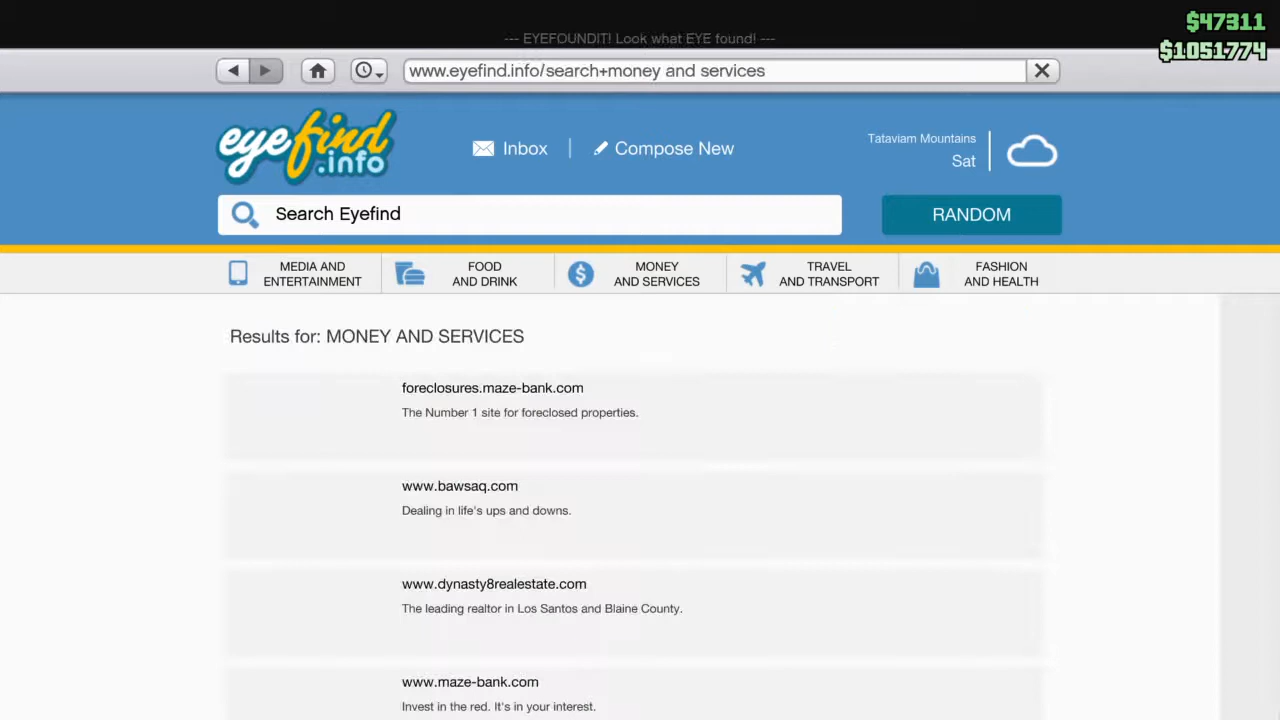 $47311
--- EYEFOUNDIT! Look what EYE found! ---
$1051774
www.eyefind.info/search+money and services
eyefind
.info
Inbox
Compose New
Tataviam Mountains
Sat
Search Eyefind
RANDOM
MEDIA AND
ENTERTAINMENT
FOOD
AND DRINK
MONEY
AND SERVICES
TRAVEL
AND TRANSPORT
FASHION
AND HEALTH
Results for: MONEY AND SERVICES
foreclosures.maze-bank.com
The Number 1 site for foreclosed properties.
www.bawsaq.com
Dealing in life's ups and downs.
www.dynasty8realestate.com
The leading realtor in Los Santos and Blaine County.
www.maze-bank.com
Invest in the red. It's in your interest.